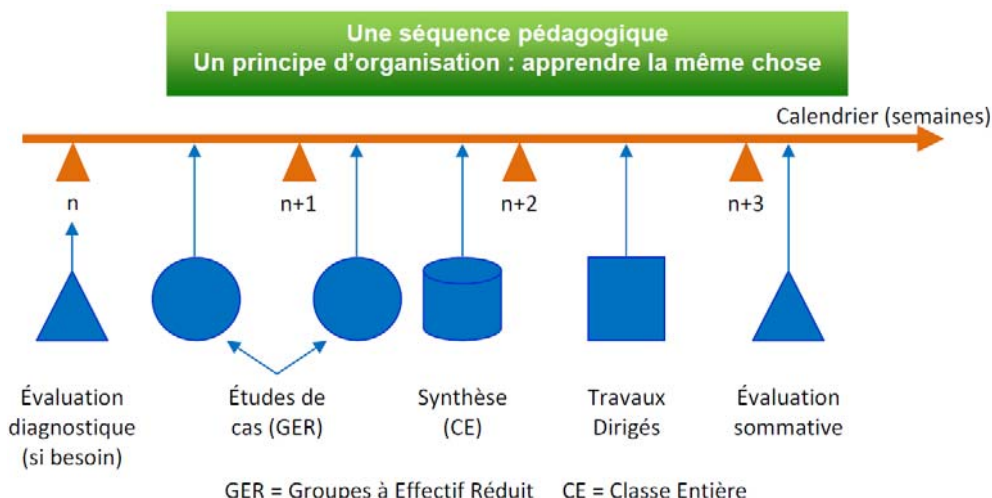 Une séquence pédagogique
Un principe d'organisation : apprendre la même chose
Calendrier (semaines)
n
n+1
n+2
n+3
Évaluation
diagnostique
(si besoin)
Études de
cas (GER)
Synthèse
(CE)
Travaux
Dirigés
Évaluation
sommative
GER = Groupes à Effectif Réduit CE = Classe Entière